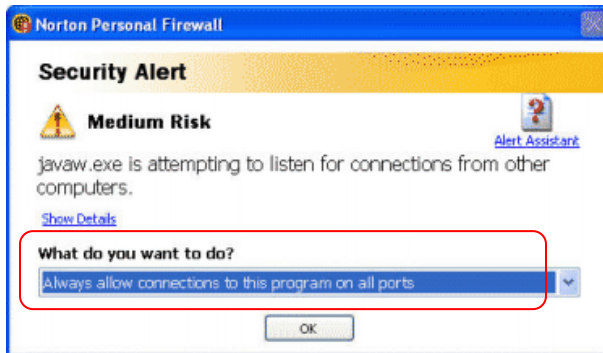 Norton Personal Firewall
Security Alert
Medium Risk
Alert Assistant
javaw.exe is attempting to listen for connections from other
computers.
Show Details
What do you want to do?
Always allow connections to this program on all ports
OK